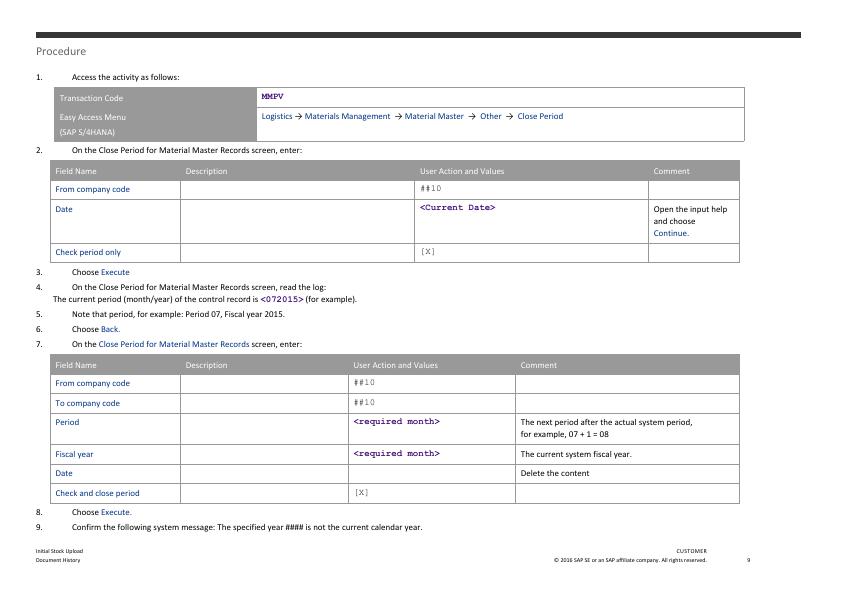 Procedure
1. Access the activity as follows:
Transaction Code MMPV
Easy Access Menu Logistics → Materials Management → Material Master → Other → Close Period
(SAP S/4HANA)
2. On the Close Period for Material Master Records screen, enter:
Field Name Description User Action and Values Comment
From company code ##10
Date <Current Date> Open the input help
and choose
Continue.
Check period only [X]
3. Choose Execute
4. On the Close Period for Material Master Records screen, read the log:
The current period (month/year) of the control record is <072015> (for example).
5. Note that period, for example: Period 07, Fiscal year 2015.
6. Choose Back.
7. On the Close Period for Material Master Records screen, enter:
Field Name Description User Action and Values Comment
From company code ##10
To company code ##10
Period <required month> The next period after the actual system period,
for example, 07 + 1 = 08
Fiscal year <required month> The current system fiscal year.
Date Delete the content
Check and close period [X]
8. Choose Execute.
9. Confirm the following system message: The specified year #### is not the current calendar year.
Initial Stock Upload CUSTOMER
Document History © 2016 SAP SE or an SAP affiliate company. All rights reserved. 9